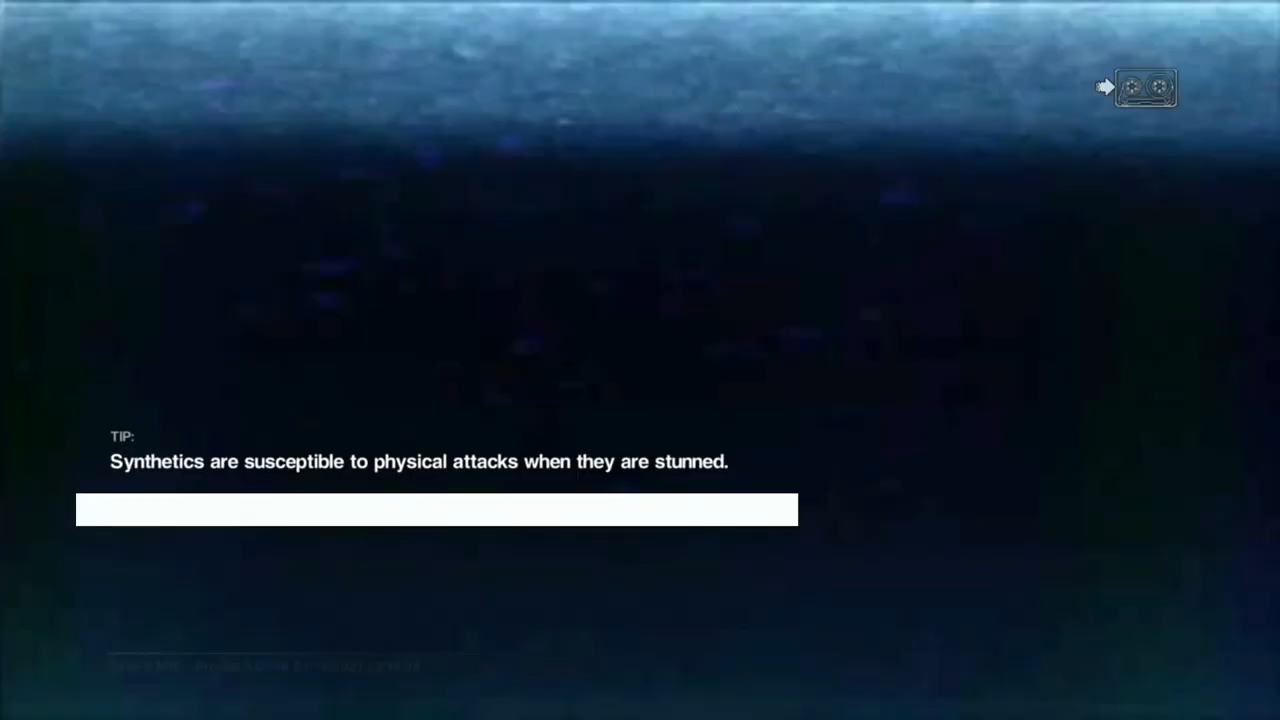 TIP:
Synthetics are susceptible to physical attacks when they are stunned.